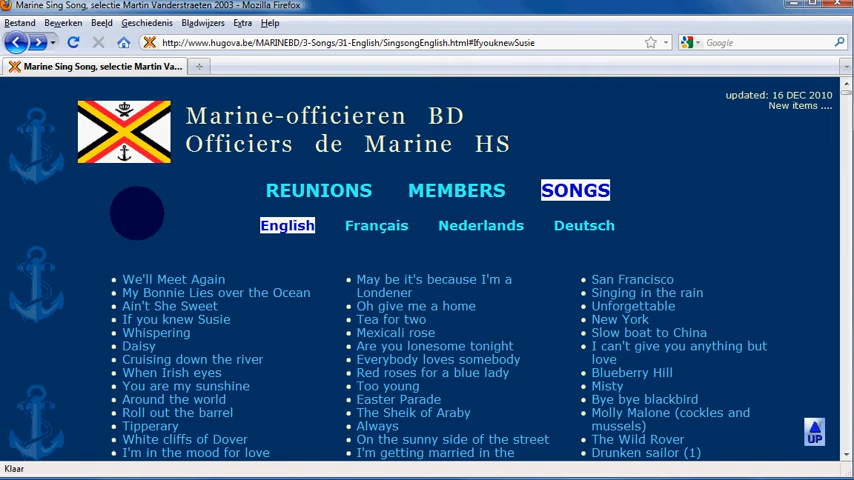 Marine Sing Song, selectie Martin Vanderstraeten 2003 - Mozilla Firefox
Bestand Bewerken Beeld Geschiedenis Bladwijzers Extra Help
http://www.hugova.be/MARINEBD/3-Songs/31-English/SingsongEnglish.html#IfyouknewSusie
Google
Marine Sing Song, selectie Martin Va...
updated: 16 DEC 2010
New items ....
Marine-officieren BD
Officiers de Marine HS
REUNIONS MEMBERS SONGS
English Français Nederlands Deutsch
We'll Meet Again
My Bonnie Lies over the Ocean
Ain't She Sweet
If you knew Susie
Whispering
Daisy
Cruising down the river
When Irish eyes
You are my sunshine
Around the world
Roll out the barrel
Tipperary
White cliffs of Dover
I'm in the mood for love
May be it's because I'm a
Londener
Oh give me a home
Tea for two
Mexicali rose
Are you lonesome tonight
Everybody loves somebody
Red roses for a blue lady
Too young
Easter Parade
The Sheik of Araby
Always
On the sunny side of the street
I'm getting married in the
San Francisco
Singing in the rain
Unforgettable
New York
Slow boat to China
I can't give you anything but
love
Blueberry Hill
Misty
Bye bye blackbird
Molly Malone (cockles and
mussels)
The Wild Rover
Drunken sailor (1)
UP
Klaar